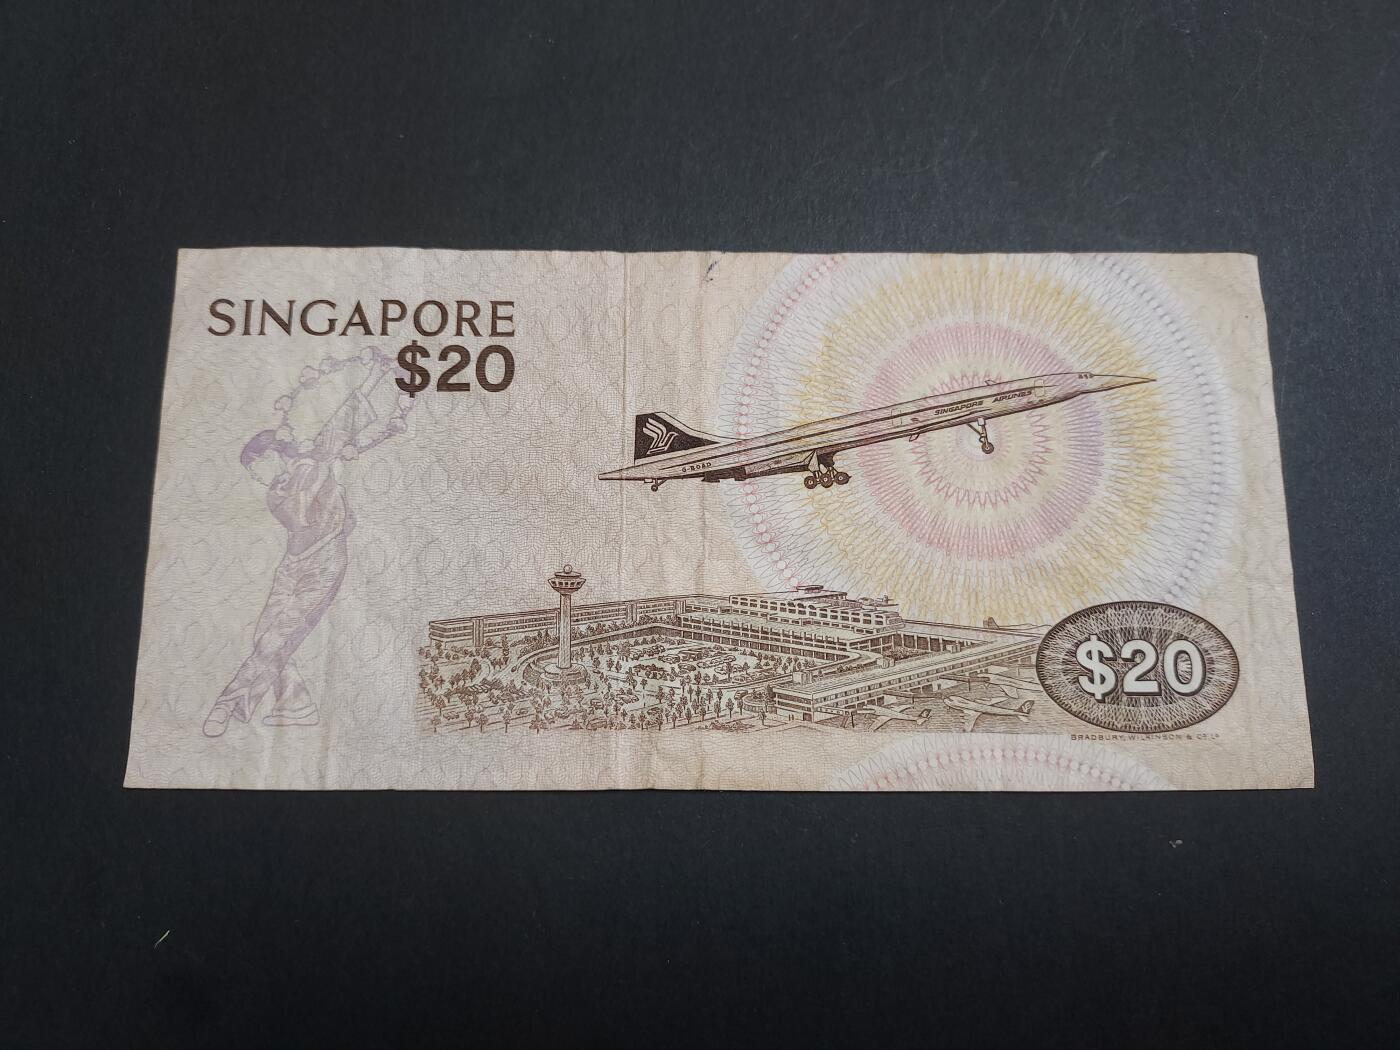 SINGAPORE
$20
SINGAPORE AIRLINES
G-BOAD
$20
BRADBURY, WILKINSON & Cº. Lᵈ